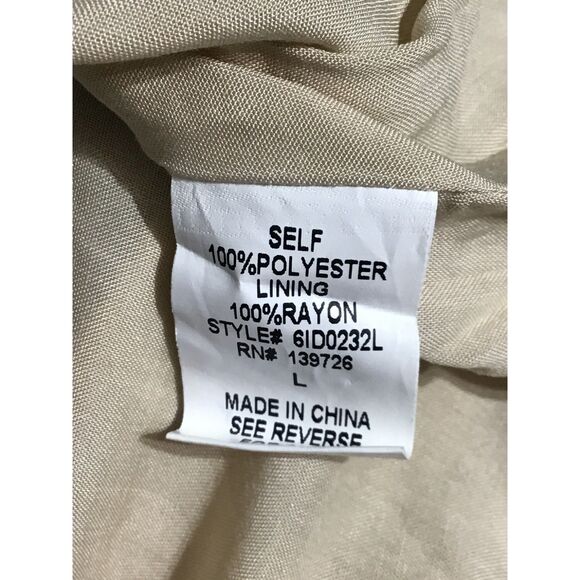 SELF
100%POLYESTER
LINING
100%RAYON
STYLE# 6ID0232L
RN# 139726
L
MADE IN CHINA
SEE REVERSE